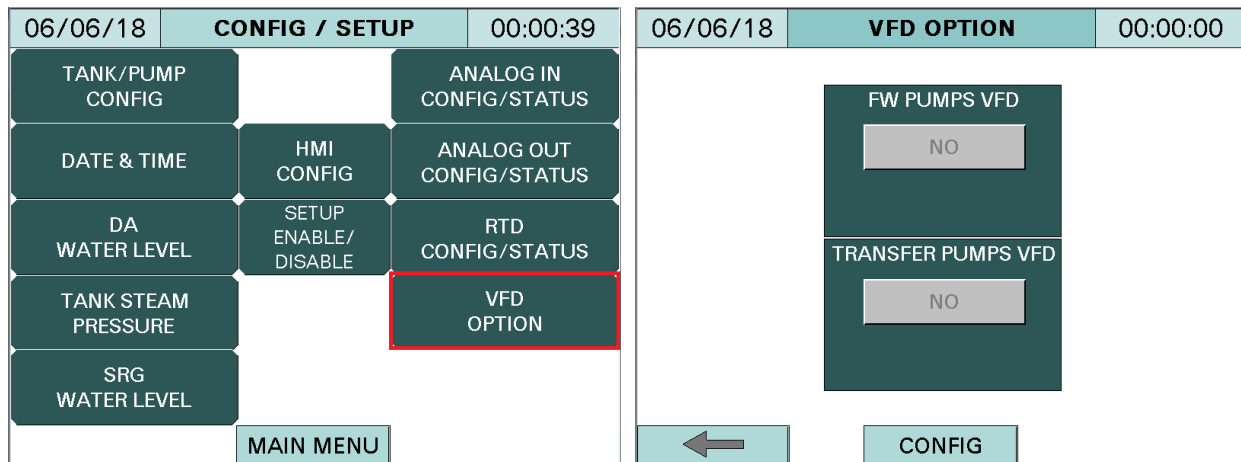 06/06/18 CONFIG / SETUP 00:00:39
TANK/PUMP
CONFIG
ANALOG IN
CONFIG/STATUS
DATE & TIME
HMI
CONFIG
ANALOG OUT
CONFIG/STATUS
DA
WATER LEVEL
SETUP
ENABLE/
DISABLE
RTD
CONFIG/STATUS
TANK STEAM
PRESSURE
VFD
OPTION
SRG
WATER LEVEL
MAIN MENU
06/06/18 VFD OPTION 00:00:00
FW PUMPS VFD
NO
TRANSFER PUMPS VFD
NO
CONFIG